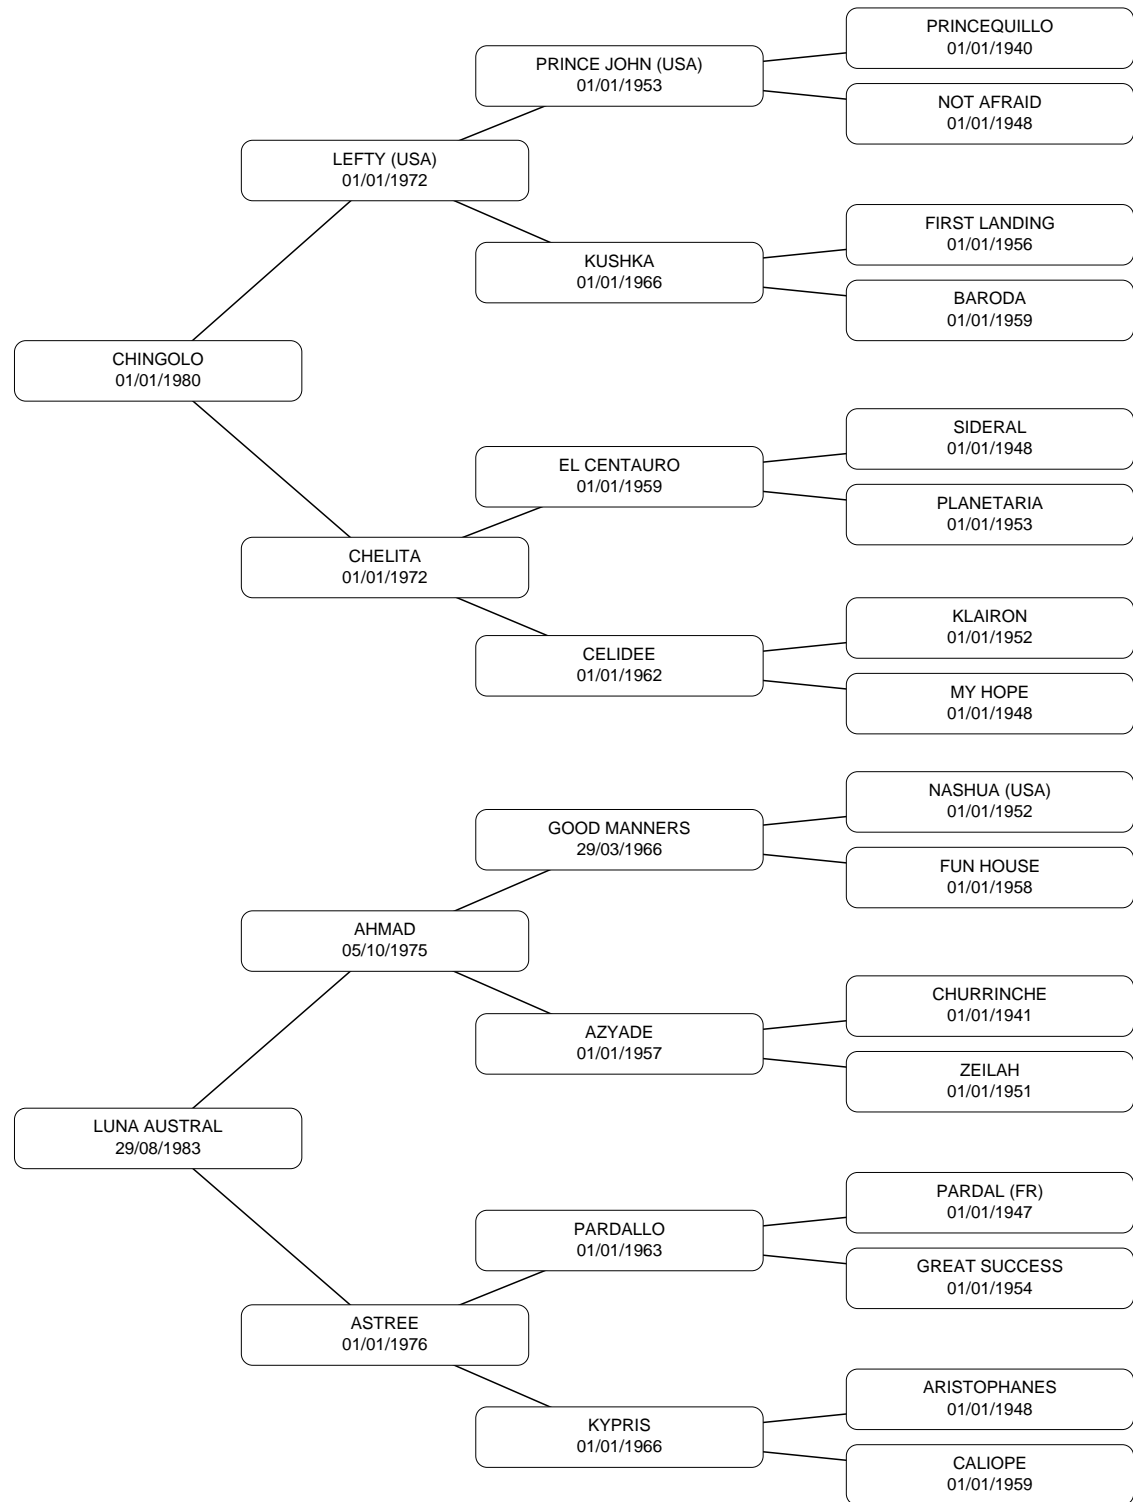 PRINCEQUILLO
01/01/1940
PRINCE JOHN (USA)
01/01/1953
NOT AFRAID
01/01/1948
LEFTY (USA)
01/01/1972
FIRST LANDING
01/01/1956
KUSHKA
01/01/1966
BARODA
01/01/1959
CHINGOLO
01/01/1980
SIDERAL
01/01/1948
EL CENTAURO
01/01/1959
PLANETARIA
01/01/1953
CHELITA
01/01/1972
KLAIRON
01/01/1952
CELIDEE
01/01/1962
MY HOPE
01/01/1948
NASHUA (USA)
01/01/1952
GOOD MANNERS
29/03/1966
FUN HOUSE
01/01/1958
AHMAD
05/10/1975
CHURRINCHE
01/01/1941
AZYADE
01/01/1957
ZEILAH
01/01/1951
LUNA AUSTRAL
29/08/1983
PARDAL (FR)
01/01/1947
PARDALLO
01/01/1963
GREAT SUCCESS
01/01/1954
ASTREE
01/01/1976
ARISTOPHANES
01/01/1948
KYPRIS
01/01/1966
CALIOPE
01/01/1959